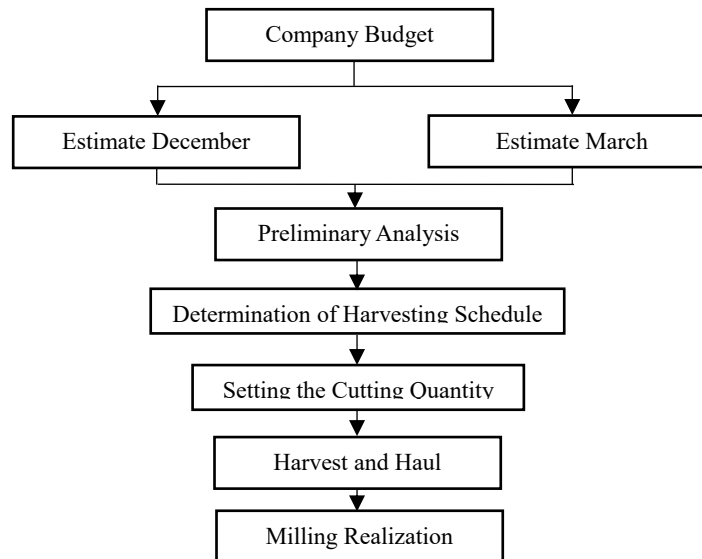 Company Budget
Estimate December
Estimate March
Preliminary Analysis
Determination of Harvesting Schedule
Setting the Cutting Quantity
Harvest and Haul
Milling Realization